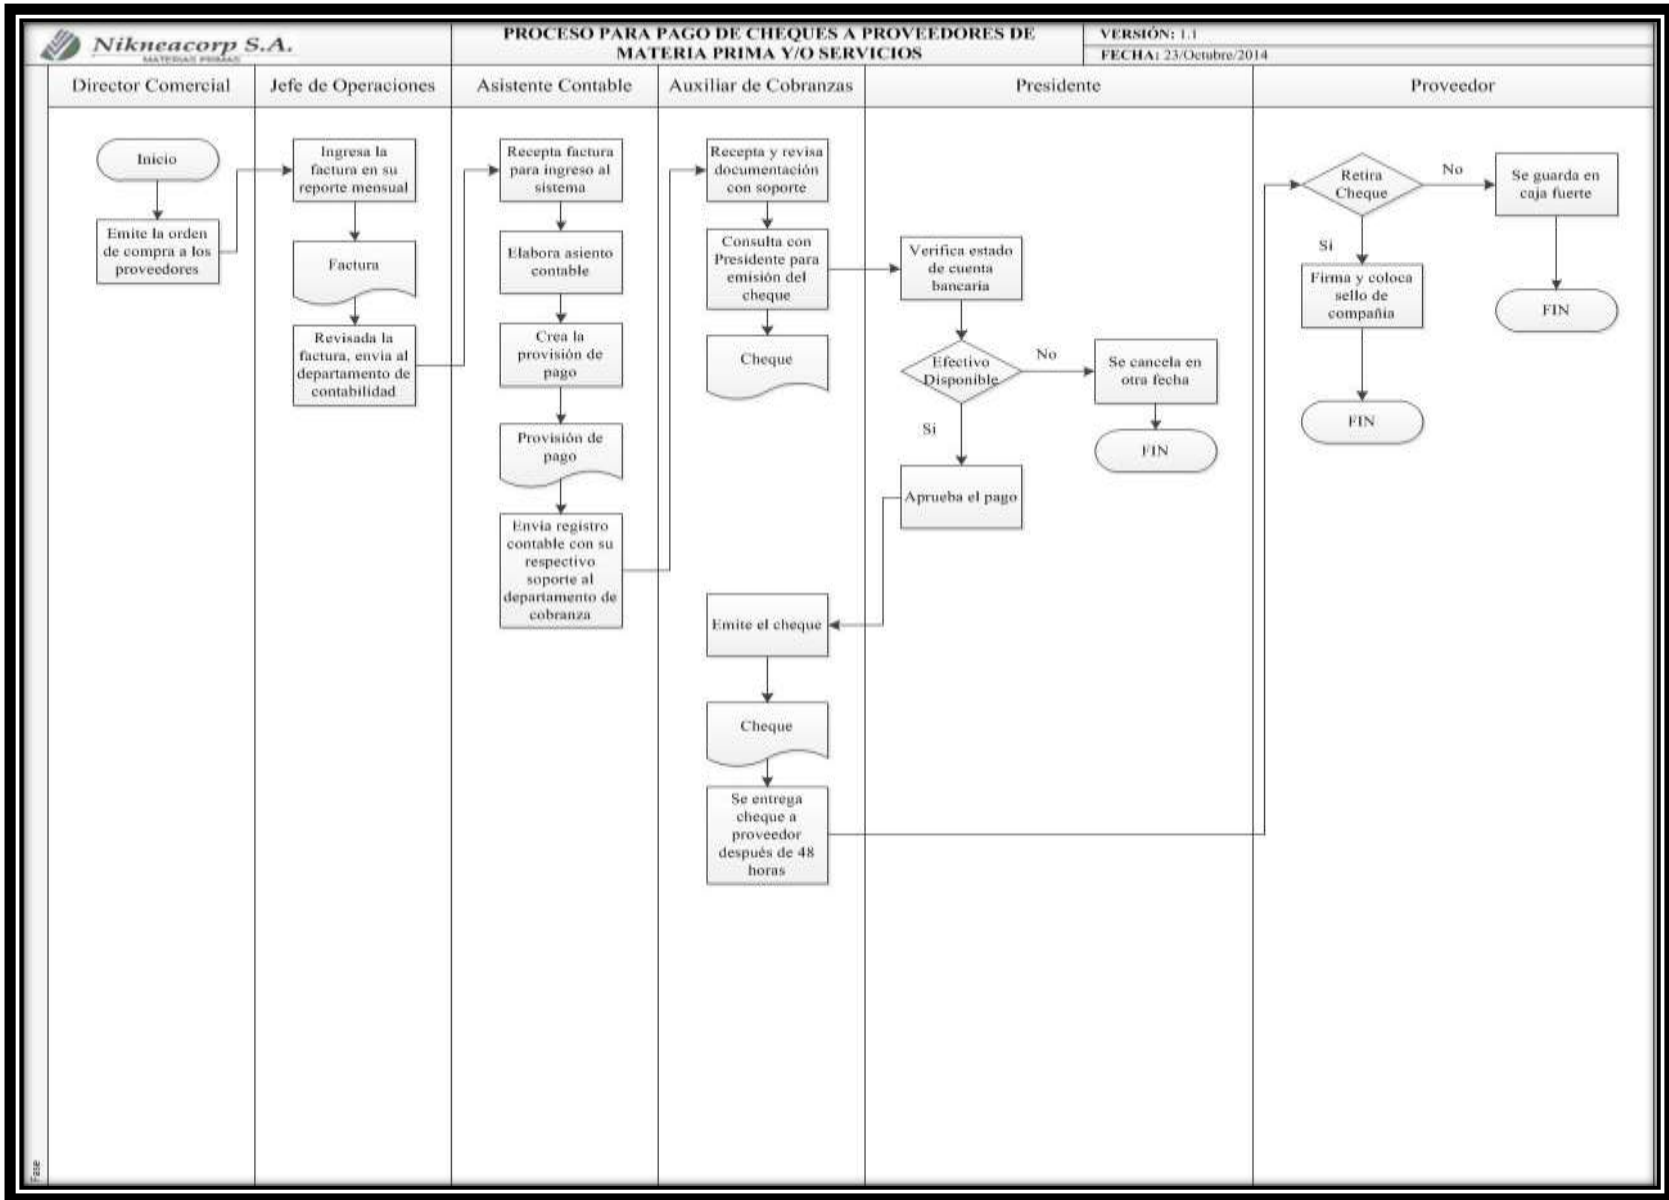 Nikneacorp S.A.
MATERIAS PRIMAS
PROCESO PARA PAGO DE CHEQUES A PROVEEDORES DE
MATERIA PRIMA Y/O SERVICIOS
VERSIÓN: 1.1
FECHA: 23/Octubre/2014
Director Comercial
Jefe de Operaciones
Asistente Contable
Auxiliar de Cobranzas
Presidente
Proveedor
Inicio
Emite la orden
de compra a los
proveedores
Ingresa la
factura en su
reporte mensual
Factura
Revisada la
factura, envia al
departamento de
contabilidad
Recepta factura
para ingreso al
sistema
Elabora asiento
contable
Crea la
provisión de
pago
Provisión de
pago
Envia registro
contable con su
respectivo
soporte al
departamento de
cobranza
Recepta y revisa
documentación
con soporte
Consulta con
Presidente para
emisión del
cheque
Cheque
Emite el cheque
Cheque
Se entrega
cheque a
proveedor
después de 48
horas
Verifica estado
de cuenta
bancaria
Efectivo
Disponible
No
Si
Se cancela en
otra fecha
FIN
Aprueba el pago
Retira
Cheque
No
Si
Se guarda en
caja fuerte
FIN
Firma y coloca
sello de
compañia
FIN
Fase